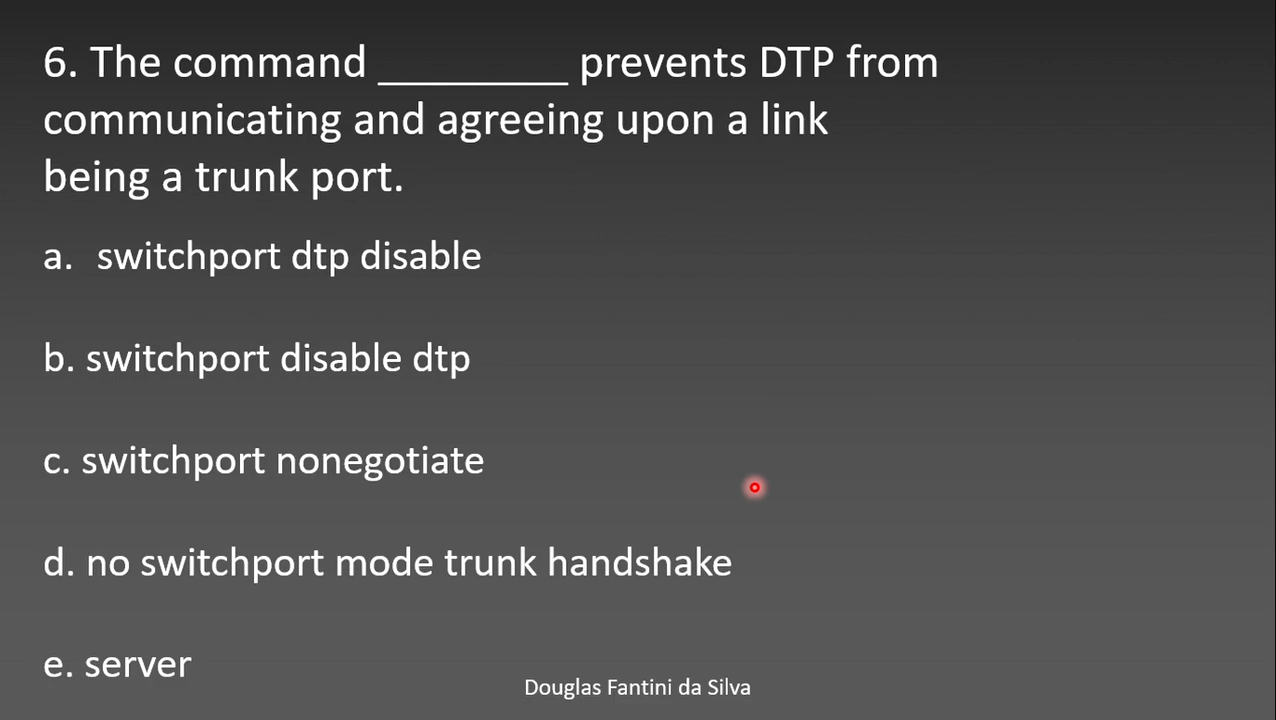 6. The command ________ prevents DTP from
communicating and agreeing upon a link
being a trunk port.
a. switchport dtp disable
b. switchport disable dtp
c. switchport nonegotiate
d. no switchport mode trunk handshake
e. server
Douglas Fantini da Silva